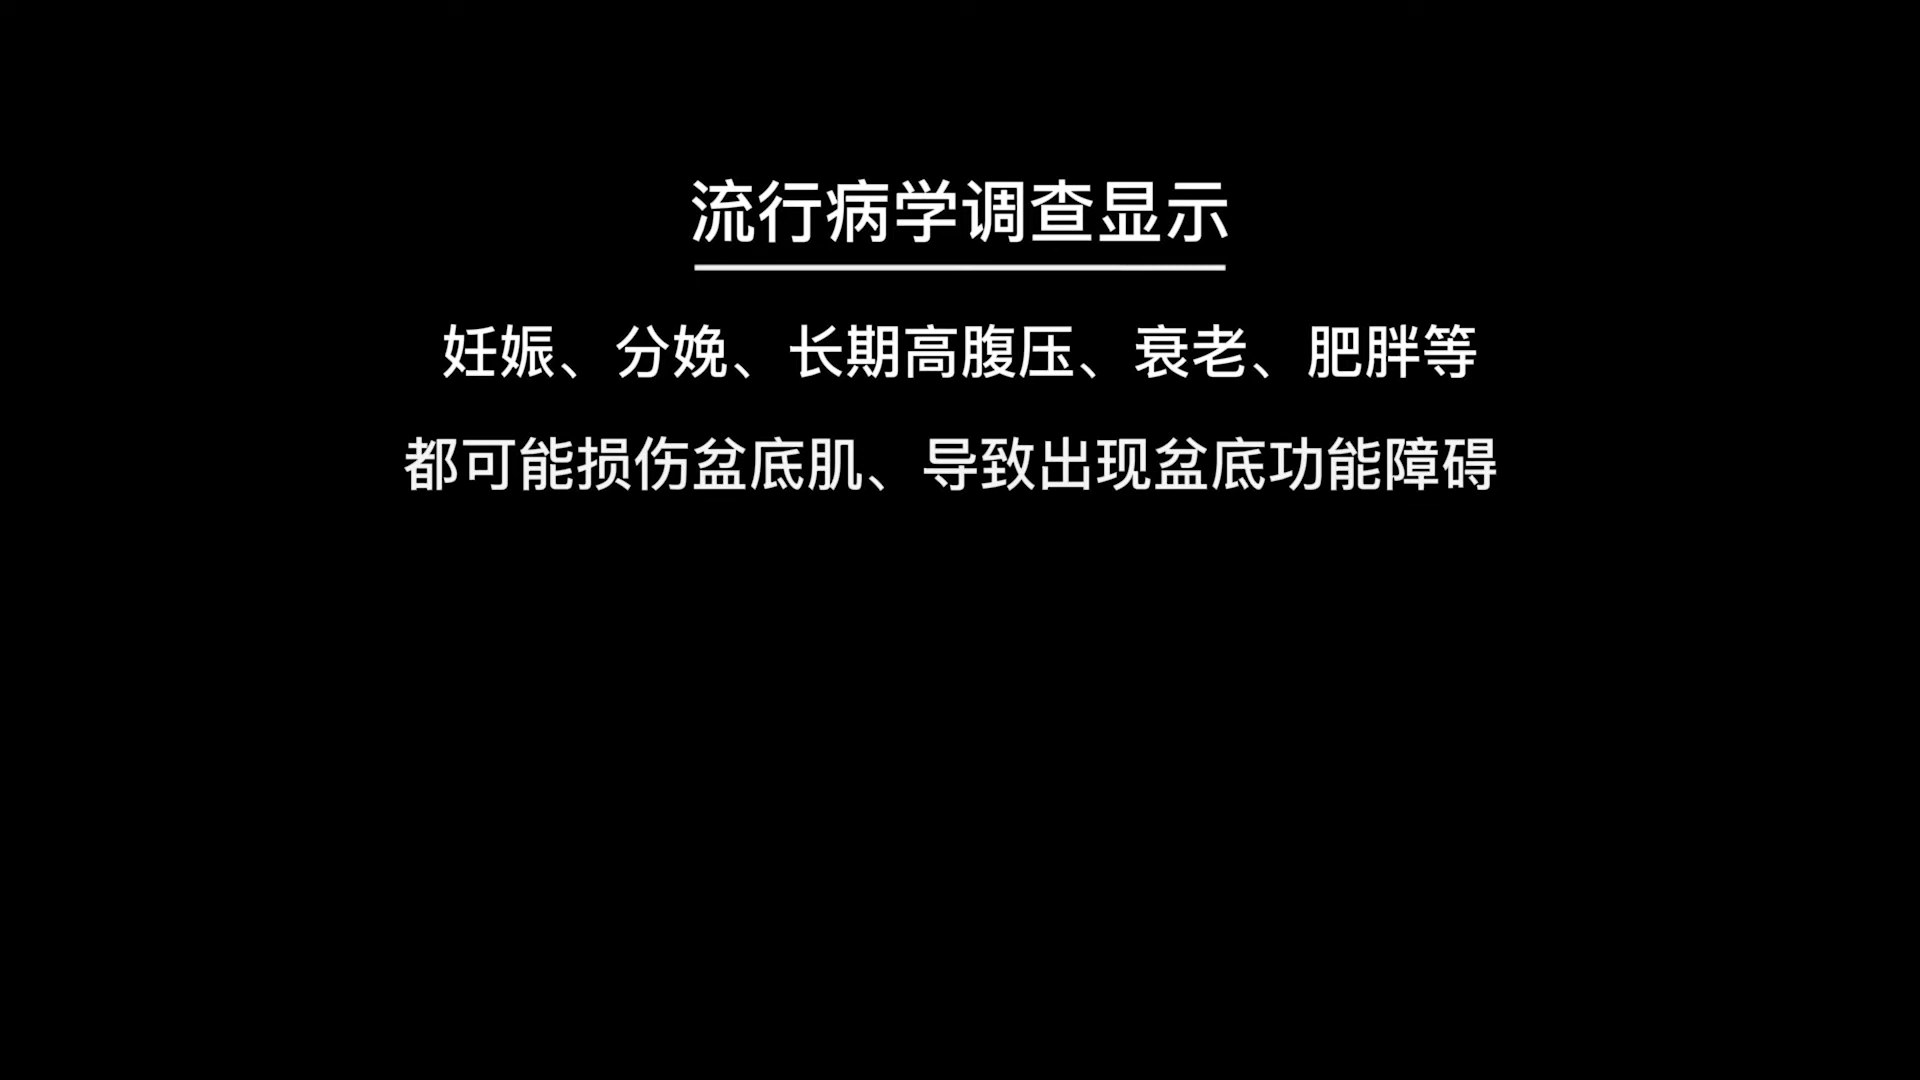 流行病学调查显示
妊娠、分娩、长期高腹压、衰老、肥胖等
都可能损伤盆底肌、导致出现盆底功能障碍